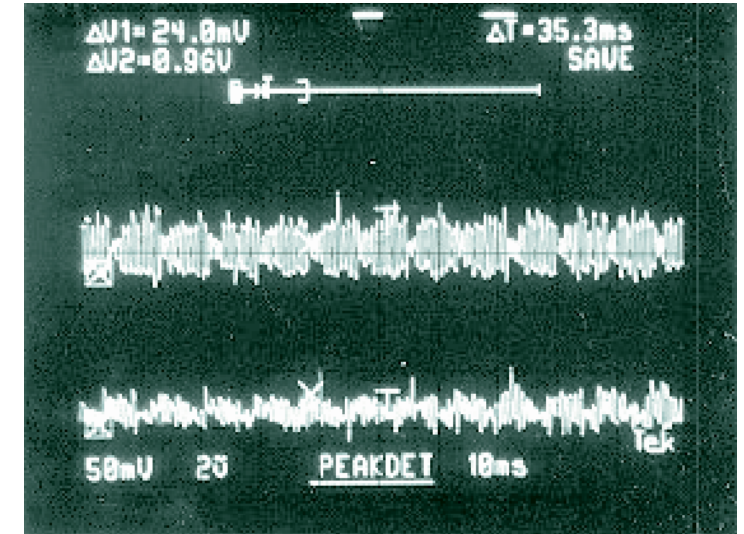 ΔV1= 24.0mV ΔT=35.3ms
ΔV2=0.96V SAVE
T
Tek
50mV 2V PEAKDET 10ms